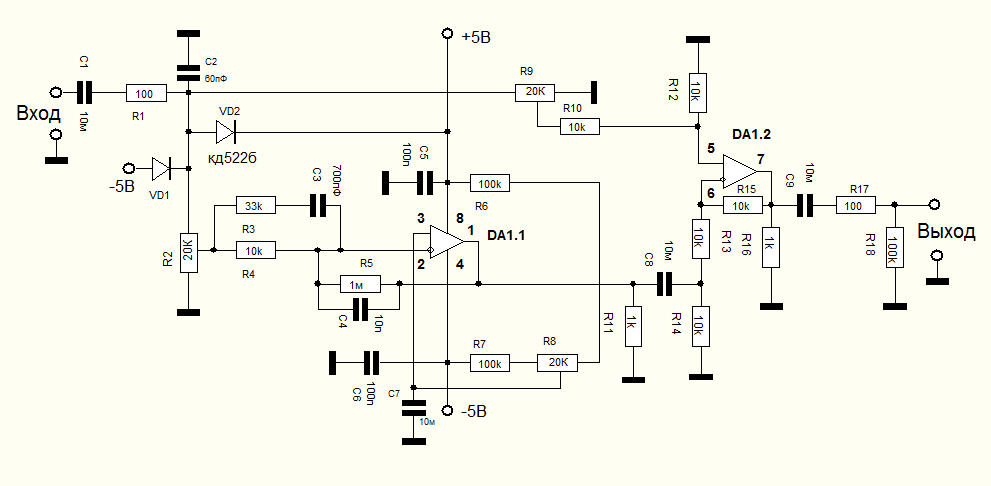 C1
10м
Вход
100
R1
C2
60пФ
VD2
кд522б
-5В
VD1
+5В
R9
20K
R10
10k
R12
10k
DA1.2
5
7
6
R15
10k
C9
10м
R17
100
Выход
R18
100k
R16
1k
R13
10k
R14
10k
C8
10м
R11
1k
C5
100n
100k
R6
3
8
1
DA1.1
2
4
C3
700пФ
33k
R3
10k
R4
R2
20K
R5
1м
C4
10n
C6
100n
R7
100k
R8
20K
C7
10м
-5В